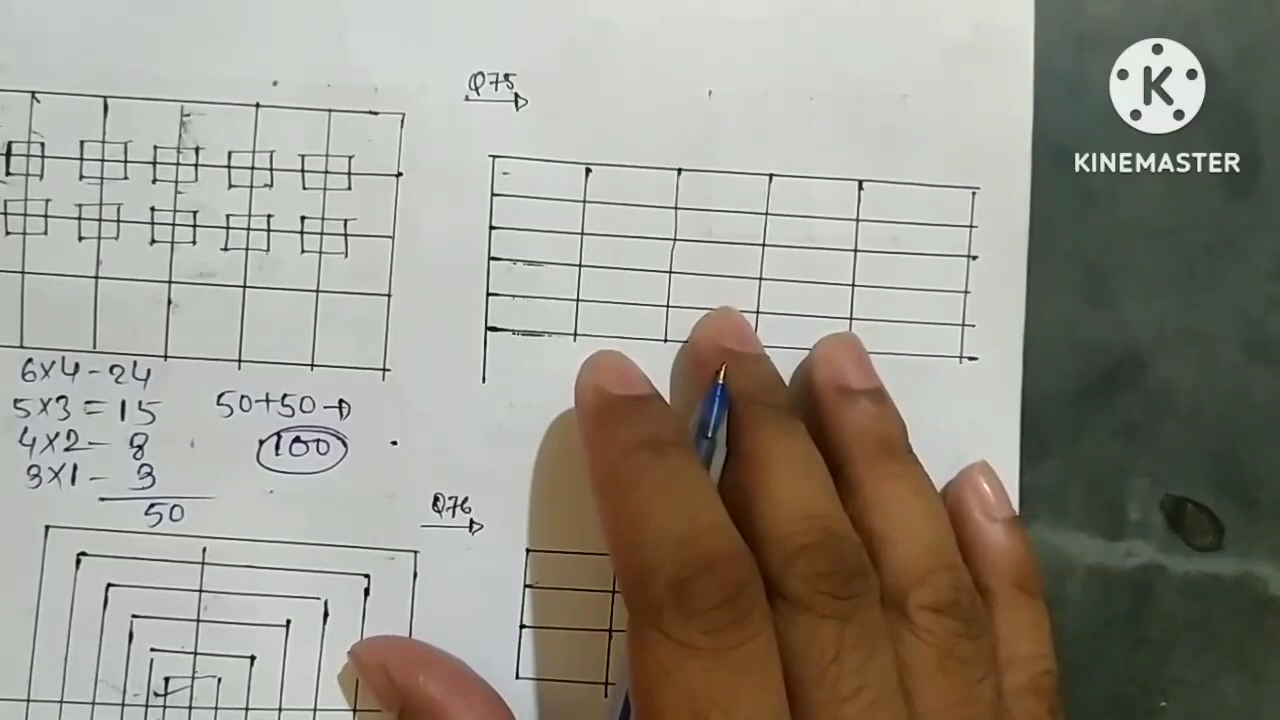 Q75
KINEMASTER
6x4-24
5x3=15
50+50→
4x2- 8
100
3x1- 3
50
Q76